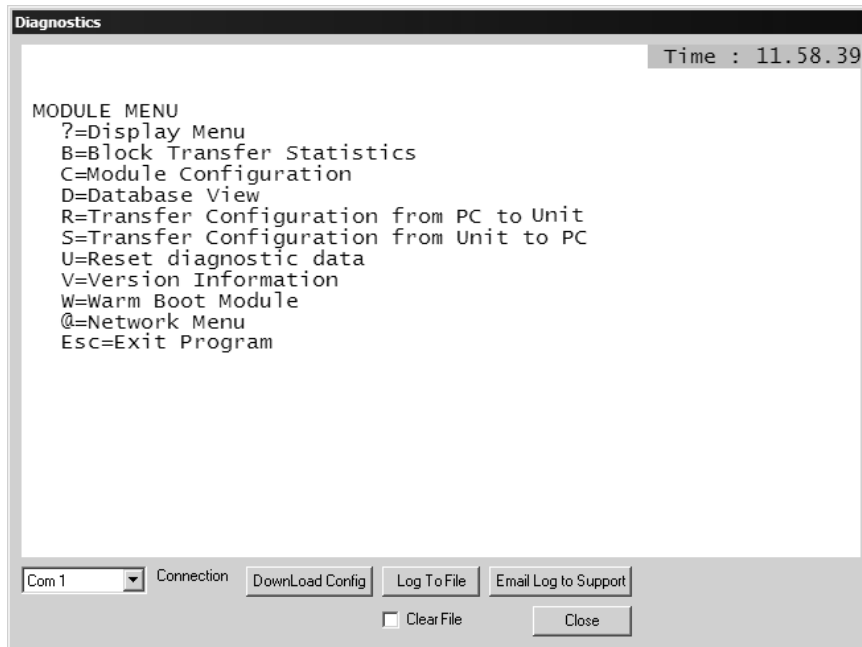 Diagnostics
Time : 11.58.39
MODULE MENU
?=Display Menu
B=Block Transfer Statistics
C=Module Configuration
D=Database View
R=Transfer Configuration from PC to Unit
S=Transfer Configuration from Unit to PC
U=Reset diagnostic data
V=Version Information
W=Warm Boot Module
@=Network Menu
Esc=Exit Program
Com 1 Connection DownLoad Config Log To File Email Log to Support
Clear File Close